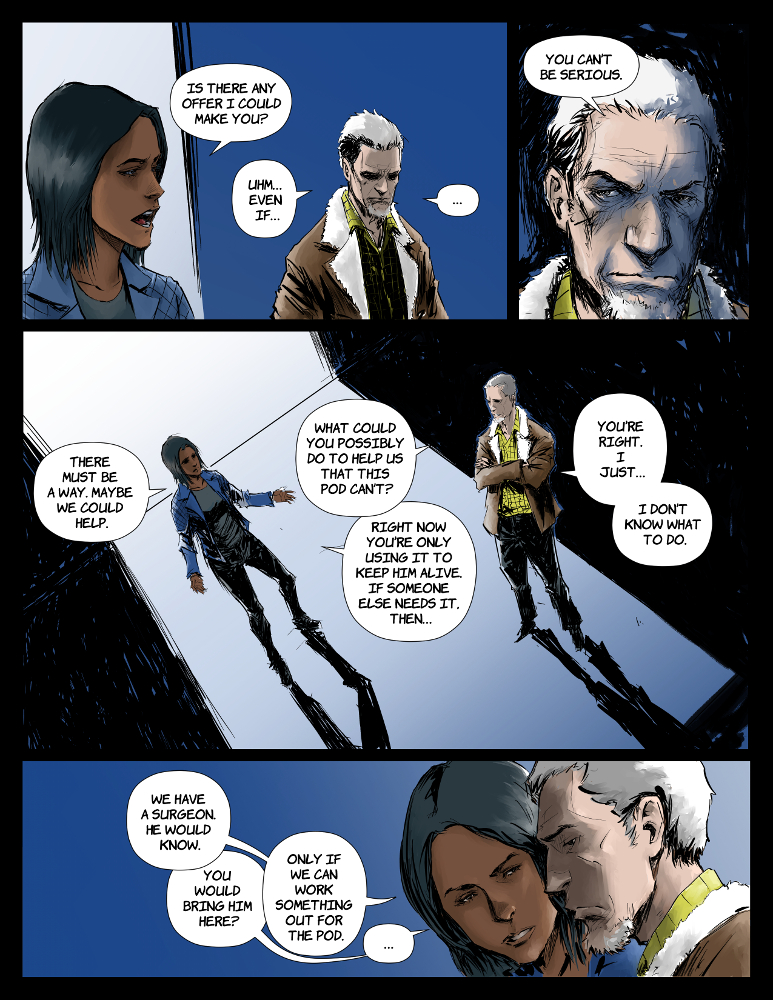 IS THERE ANY
OFFER I COULD
MAKE YOU?
UHM...
EVEN
IF...
...
YOU CAN'T
BE SERIOUS.
THERE
MUST BE
A WAY. MAYBE
WE COULD
HELP.
WHAT COULD
YOU POSSIBLY
DO TO HELP US
THAT THIS
POD CAN'T?
RIGHT NOW
YOU'RE ONLY
USING IT TO
KEEP HIM ALIVE.
IF SOMEONE
ELSE NEEDS IT,
THEN...
YOU'RE
RIGHT.
I
JUST...
I DON'T
KNOW WHAT
TO DO.
WE HAVE
A SURGEON.
HE WOULD
KNOW.
YOU
WOULD
BRING HIM
HERE?
ONLY IF
WE CAN
WORK
SOMETHING
OUT FOR
THE POD.
...